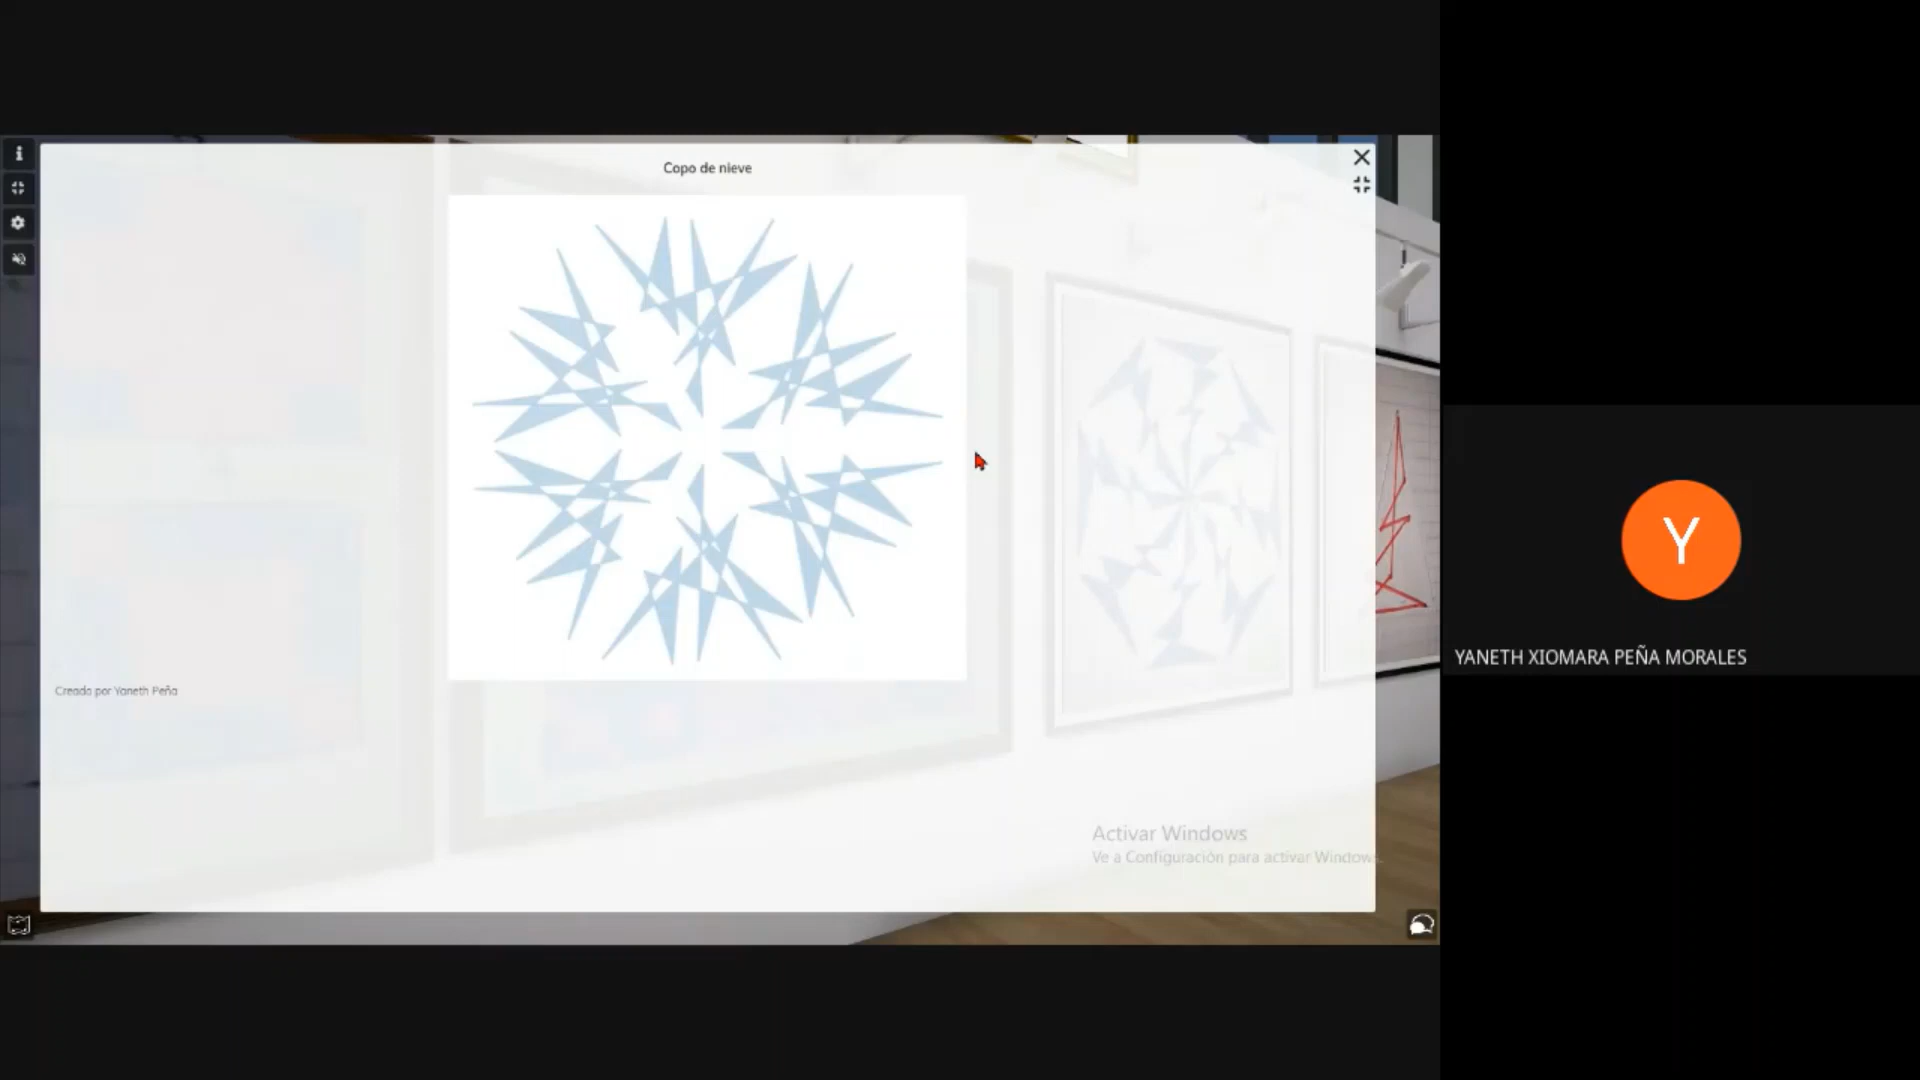 Copo de nieve
Creado por Yaneth Peña
Activar Windows
Ve a Configuración para activar Windows.
Y
YANETH XIOMARA PEÑA MORALES